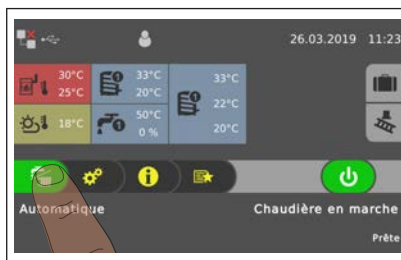 26.03.2019 11:23
30°C 33°C 33°C
25°C 20°C
22°C
18°C 50°C
0 % 20°C
Automatique Chaudière en marche
Prête